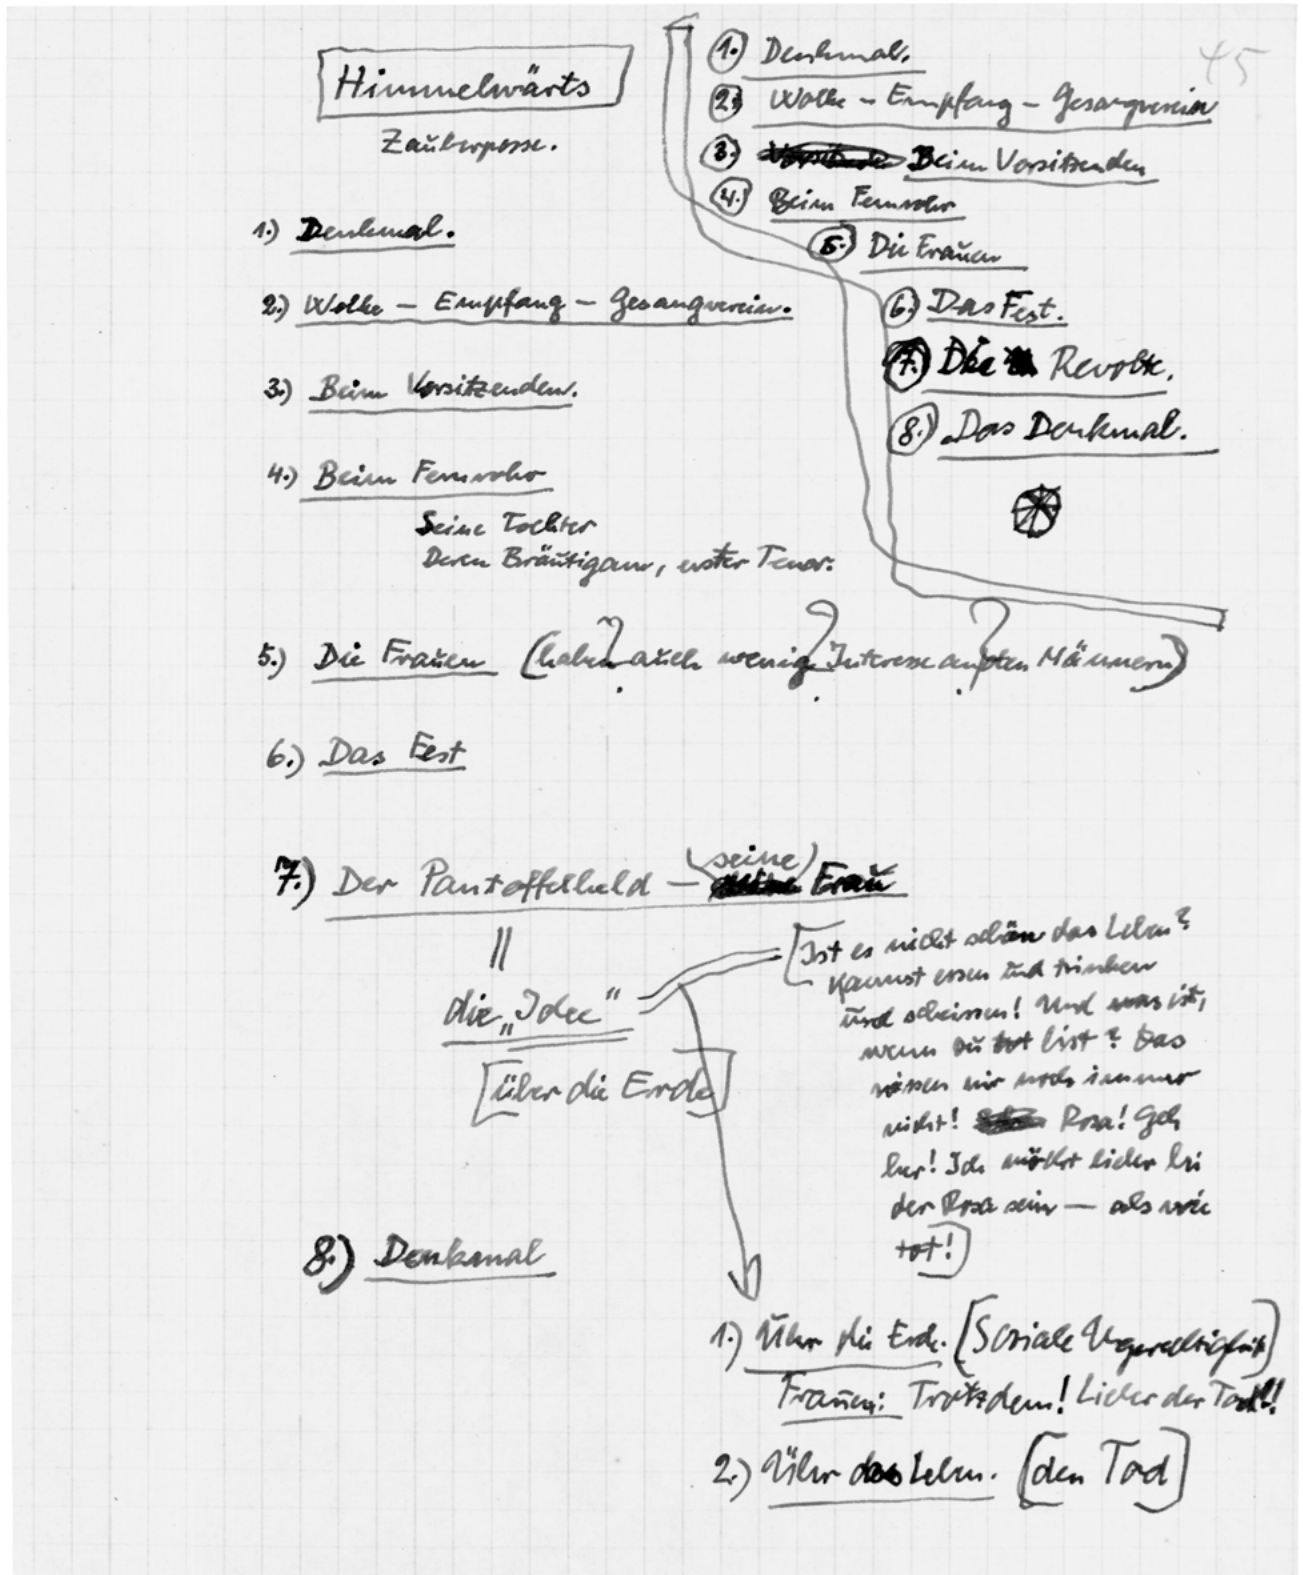 45
Himmelwärts
Zauberposse.
1.) Denkmal.
2.) Wolke – Empfang – Gesangverein.
3.) Beim Vorsitzenden.
4.) Beim Fernrohr
Seine Tochter
Deren Bräutigam, erster Tenor.
1. Denkmal.
2. Wolke – Empfang – Gesangverein
3. Beim Vorsitzenden
4. Beim Fernrohr
5. Die Frauen
6. Das Fest.
7. Die Revolte.
8. Das Denkmal.
5.) Die Frauen (haben auch wenig Interesse an den Männern)
? ? ?
6.) Das Fest
7.) Der Pantoffelheld – (seine) Frau
die „Idee"
[über die Erde]
[Ist es nicht schön das Leben?
Kannst essen und trinken
und scheissen! Und was ist,
wenn du tot bist? Das
wissen wir noch immer
nicht! Rosa! Geh
her! Ich möcht lieber bei
der Rosa sein — als wie
tot!]
8.) Denkmal
1.) Über die Erde. [Soziale Ungerechtigkeit]
Frauen: Trotzdem! Lieber der Tod!!
2.) Über das Leben. [den Tod]